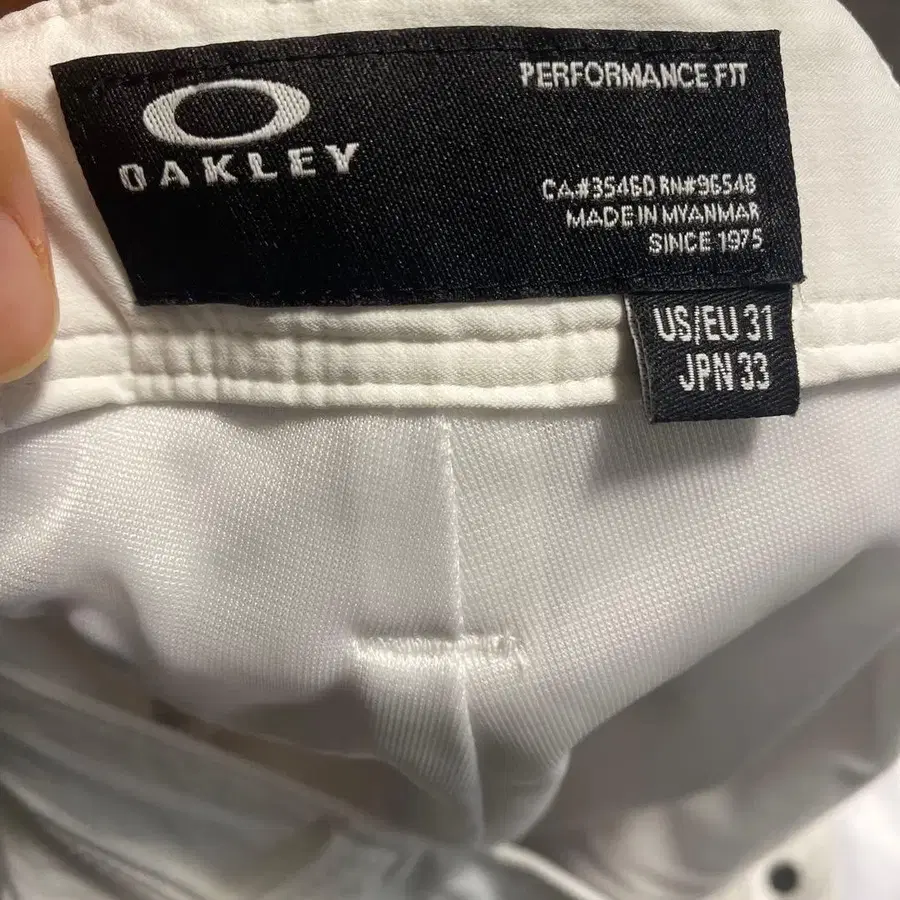 OAKLEY
PERFORMANCE FIT
CA#35460 RN#96548
MADE IN MYANMAR
SINCE 1975
US/EU 31
JPN 33